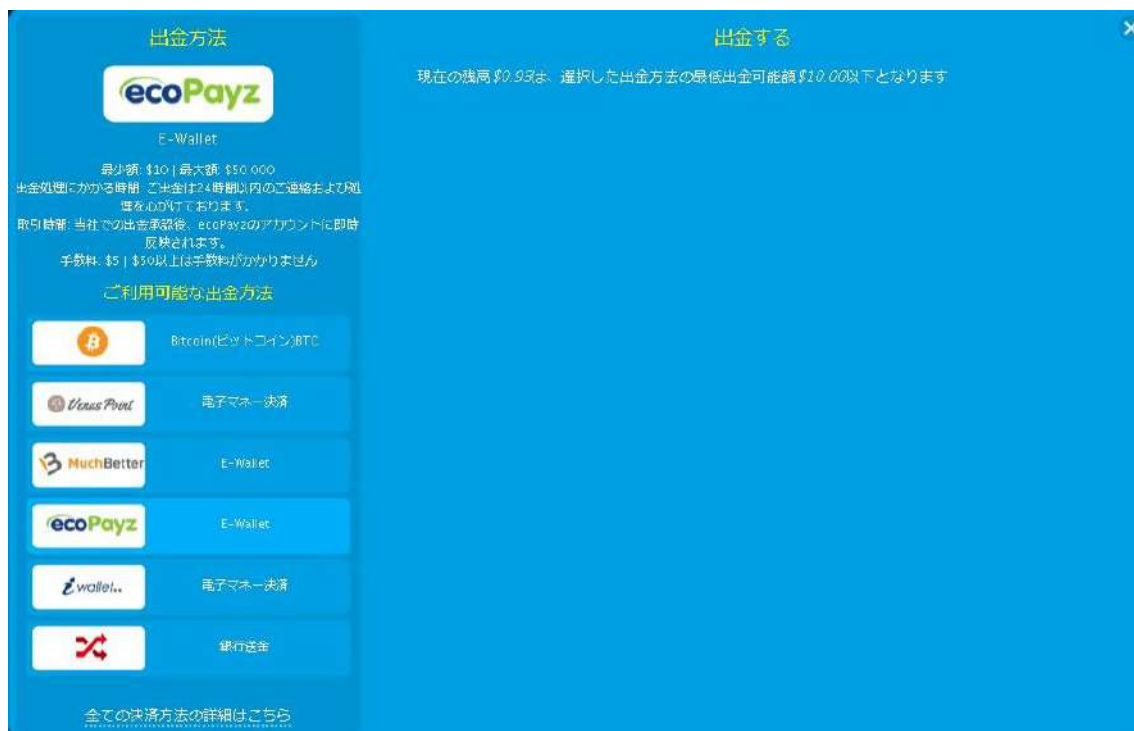 出金方法
ecoPayz
E-Wallet
最少額: $10 | 最大額: $50 000
出金処理にかかる時間: ご出金は24時間以内のご連絡および処
理を心がけております。
取引時間: 当社での出金承認後、ecoPayzのアカウントに即時
反映されます。
手数料: $5 | $50以上は手数料がかかりません
ご利用可能な出金方法
Bitcoin(ビットコイン)BTC
Venus Point 電子マネー決済
MuchBetter E-Wallet
ecoPayz E-Wallet
i wallet.. 電子マネー決済
銀行送金
全ての決済方法の詳細はこちら
出金する
現在の残高$0.93は、選択した出金方法の最低出金可能額$10.00以下となります